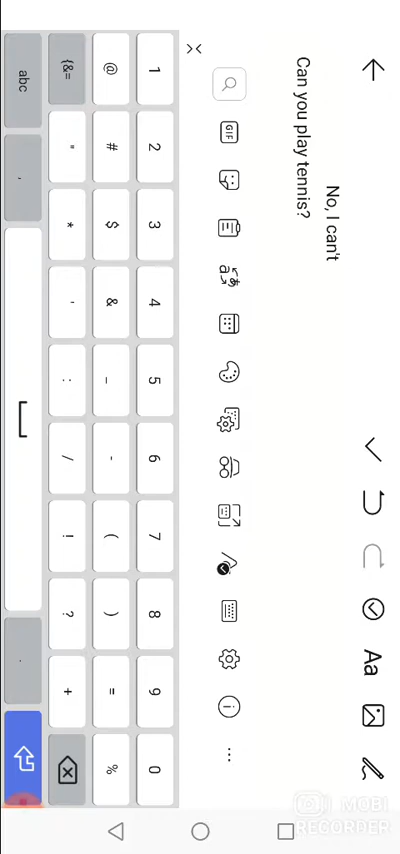 Aa
No, I can't
Can you play tennis?
GIF
1 2 3 4 5 6 7 8 9 0
@ # $ & _ - ( ) = %
{&= " * ' : / ! ? +
abc , .
MOBI
RECORDER